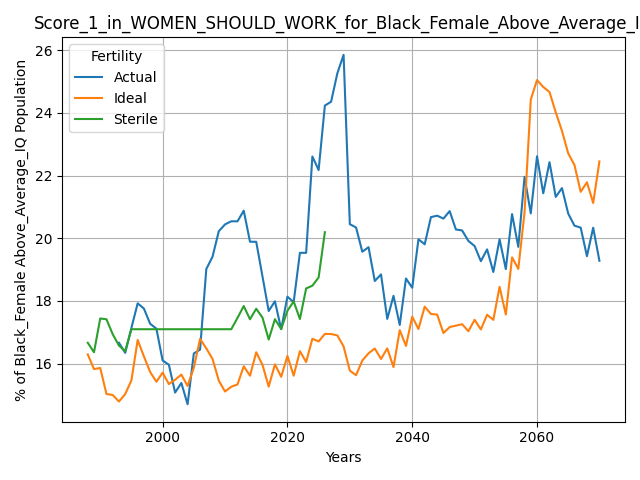 Score_1_in_WOMEN_SHOULD_WORK_for_Black_Female_Above_Average_I
% of Black_Female Above_Average_IQ Population
26
24
22
20
18
16
Fertility
Actual
Ideal
Sterile
2000
2020
2040
2060
Years